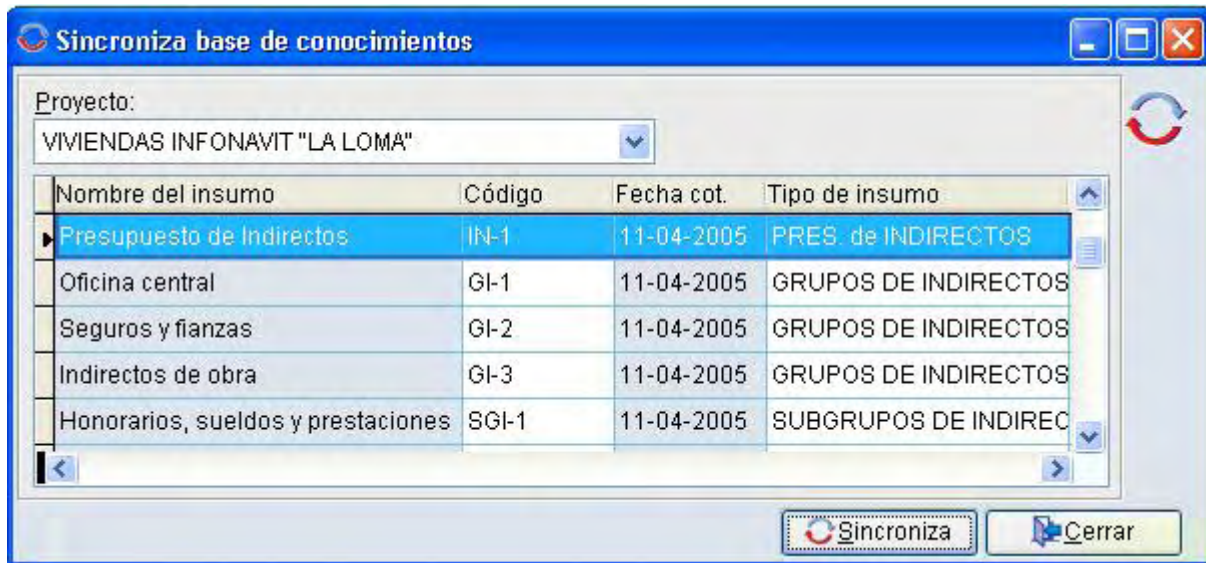 Sincroniza base de conocimientos
Proyecto:
VIVIENDAS INFONAVIT "LA LOMA"
Nombre del insumo Código Fecha cot. Tipo de insumo
Presupuesto de Indirectos IN-1 11-04-2005 PRES. de INDIRECTOS
Oficina central GI-1 11-04-2005 GRUPOS DE INDIRECTOS
Seguros y fianzas GI-2 11-04-2005 GRUPOS DE INDIRECTOS
Indirectos de obra GI-3 11-04-2005 GRUPOS DE INDIRECTOS
Honorarios, sueldos y prestaciones SGI-1 11-04-2005 SUBGRUPOS DE INDIREC
Sincroniza Cerrar